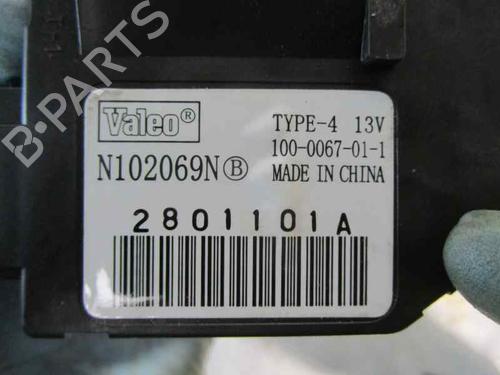 Valeo®
TYPE-4 13V
100-0067-01-1
N102069N Ⓑ
MADE IN CHINA
2801101A
B-PARTS